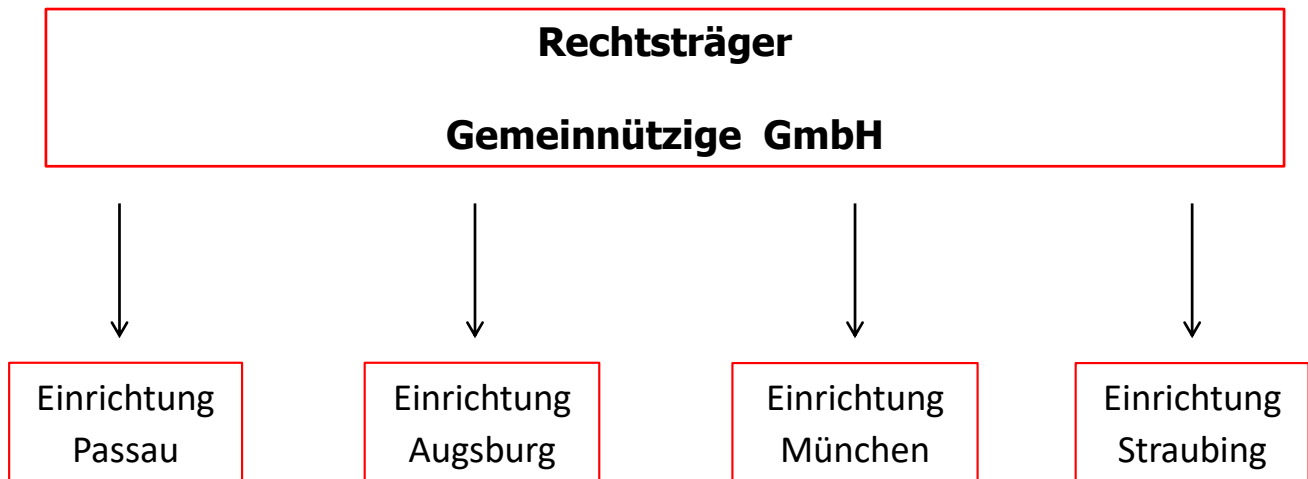 Rechtsträger
Gemeinnützige GmbH
Einrichtung
Passau
Einrichtung
Augsburg
Einrichtung
München
Einrichtung
Straubing